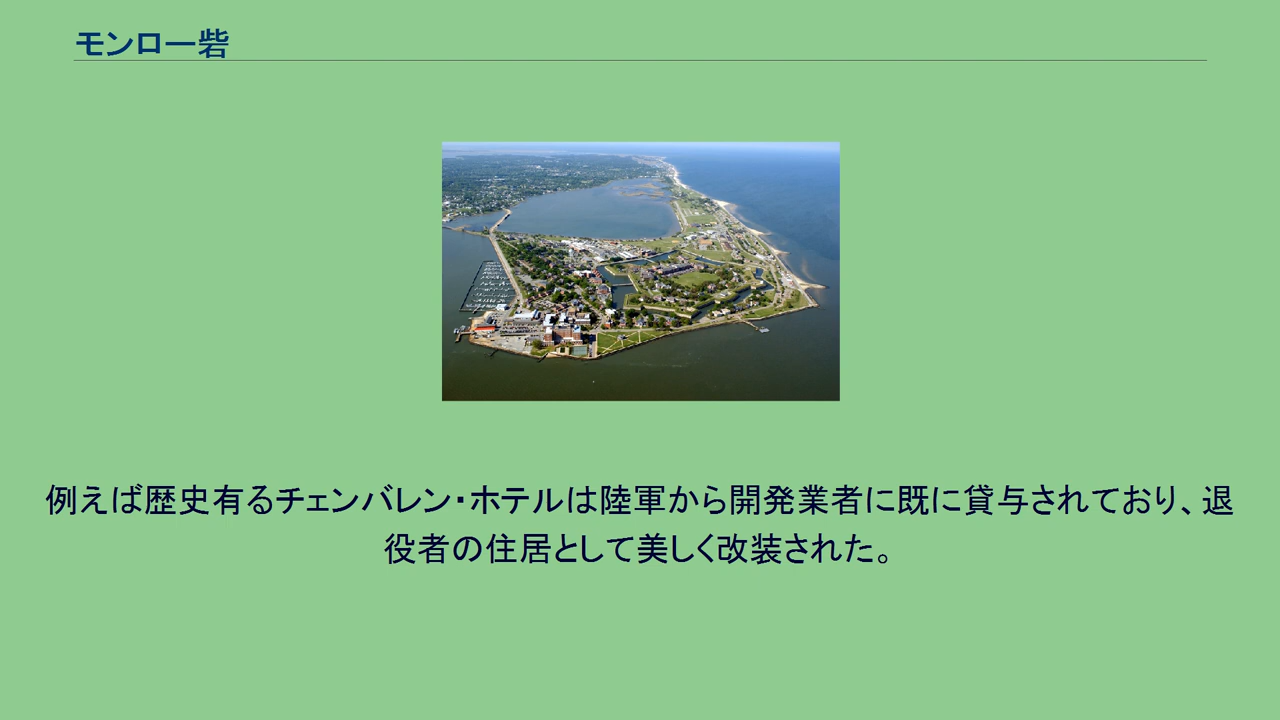 モンロー砦
例えば歴史有るチェンバレン・ホテルは陸軍から開発業者に既に貸与されており、退
役者の住居として美しく改装された。